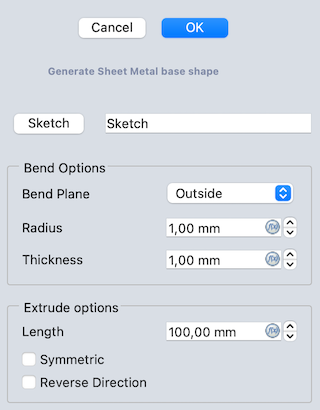 Cancel OK
Generate Sheet Metal base shape
Sketch Sketch
Bend Options
Bend Plane Outside
Radius 1,00 mm
Thickness 1,00 mm
Extrude options
Length 100,00 mm
Symmetric
Reverse Direction